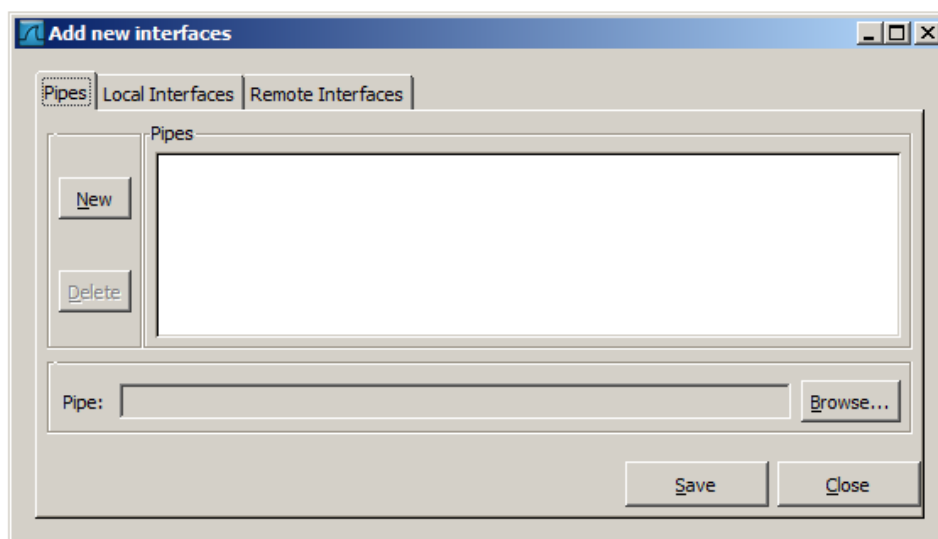 Add new interfaces
Pipes Local Interfaces Remote Interfaces
Pipes
New
Delete
Pipe: Browse...
Save Close